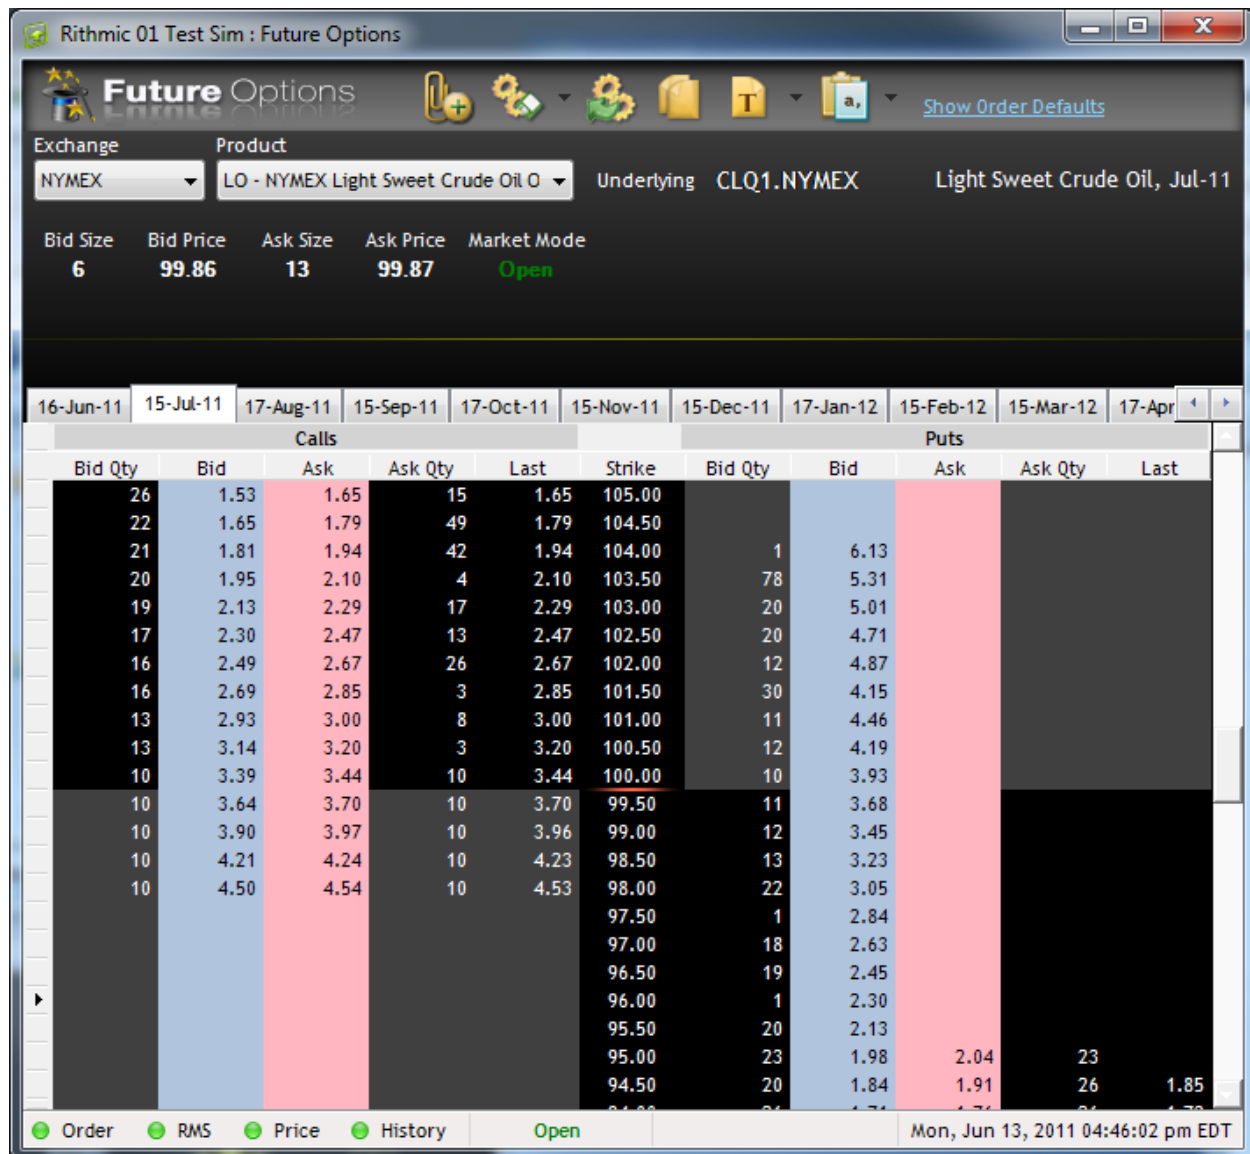 Rithmic 01 Test Sim : Future Options
Future Options T a, Show Order Defaults
Exchange Product
NYMEX LO - NYMEX Light Sweet Crude Oil O Underlying CLQ1.NYMEX Light Sweet Crude Oil, Jul-11
Bid Size Bid Price Ask Size Ask Price Market Mode
6 99.86 13 99.87 Open
16-Jun-11 15-Jul-11 17-Aug-11 15-Sep-11 17-Oct-11 15-Nov-11 15-Dec-11 17-Jan-12 15-Feb-12 15-Mar-12 17-Apr
Calls Puts
Bid Qty Bid Ask Ask Qty Last Strike Bid Qty Bid Ask Ask Qty Last
26 1.53 1.65 15 1.65 105.00
22 1.65 1.79 49 1.79 104.50
21 1.81 1.94 42 1.94 104.00 1 6.13
20 1.95 2.10 4 2.10 103.50 78 5.31
19 2.13 2.29 17 2.29 103.00 20 5.01
17 2.30 2.47 13 2.47 102.50 20 4.71
16 2.49 2.67 26 2.67 102.00 12 4.87
16 2.69 2.85 3 2.85 101.50 30 4.15
13 2.93 3.00 8 3.00 101.00 11 4.46
13 3.14 3.20 3 3.20 100.50 12 4.19
10 3.39 3.44 10 3.44 100.00 10 3.93
10 3.64 3.70 10 3.70 99.50 11 3.68
10 3.90 3.97 10 3.96 99.00 12 3.45
10 4.21 4.24 10 4.23 98.50 13 3.23
10 4.50 4.54 10 4.53 98.00 22 3.05
97.50 1 2.84
97.00 18 2.63
96.50 19 2.45
96.00 1 2.30
95.50 20 2.13
95.00 23 1.98 2.04 23
94.50 20 1.84 1.91 26 1.85
Order RMS Price History Open Mon, Jun 13, 2011 04:46:02 pm EDT